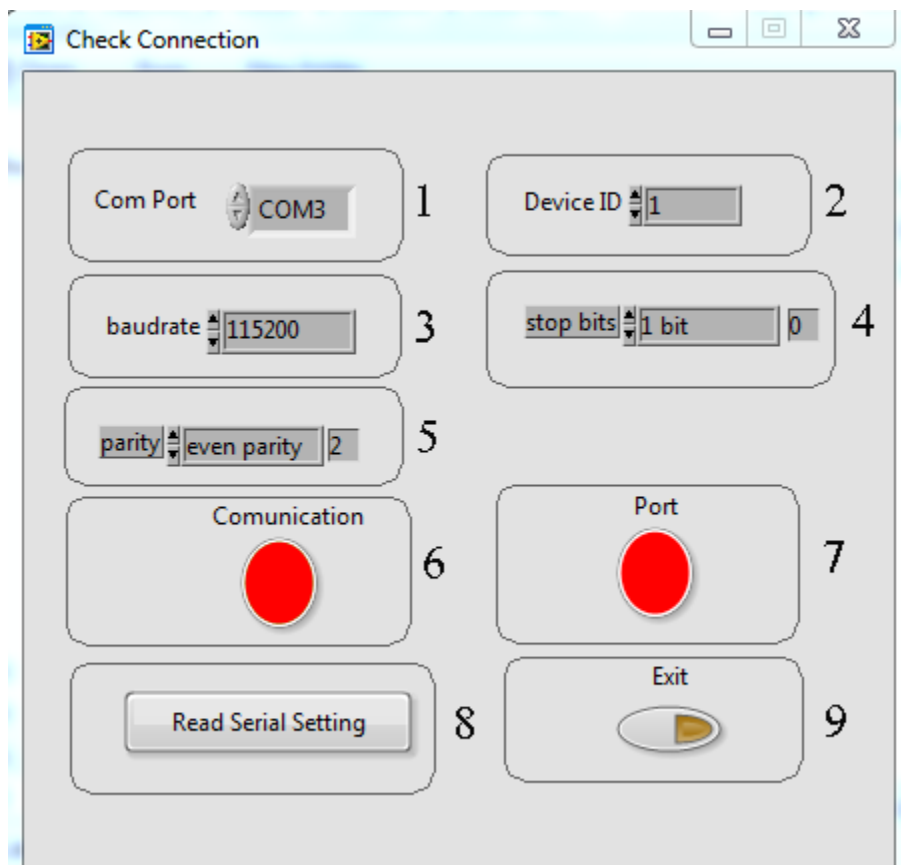 Check Connection
Com Port COM3 1
Device ID 1 2
baudrate 115200 3
stop bits 1 bit 0 4
parity even parity 2 5
Comunication 6
Port 7
Read Serial Setting 8
Exit 9